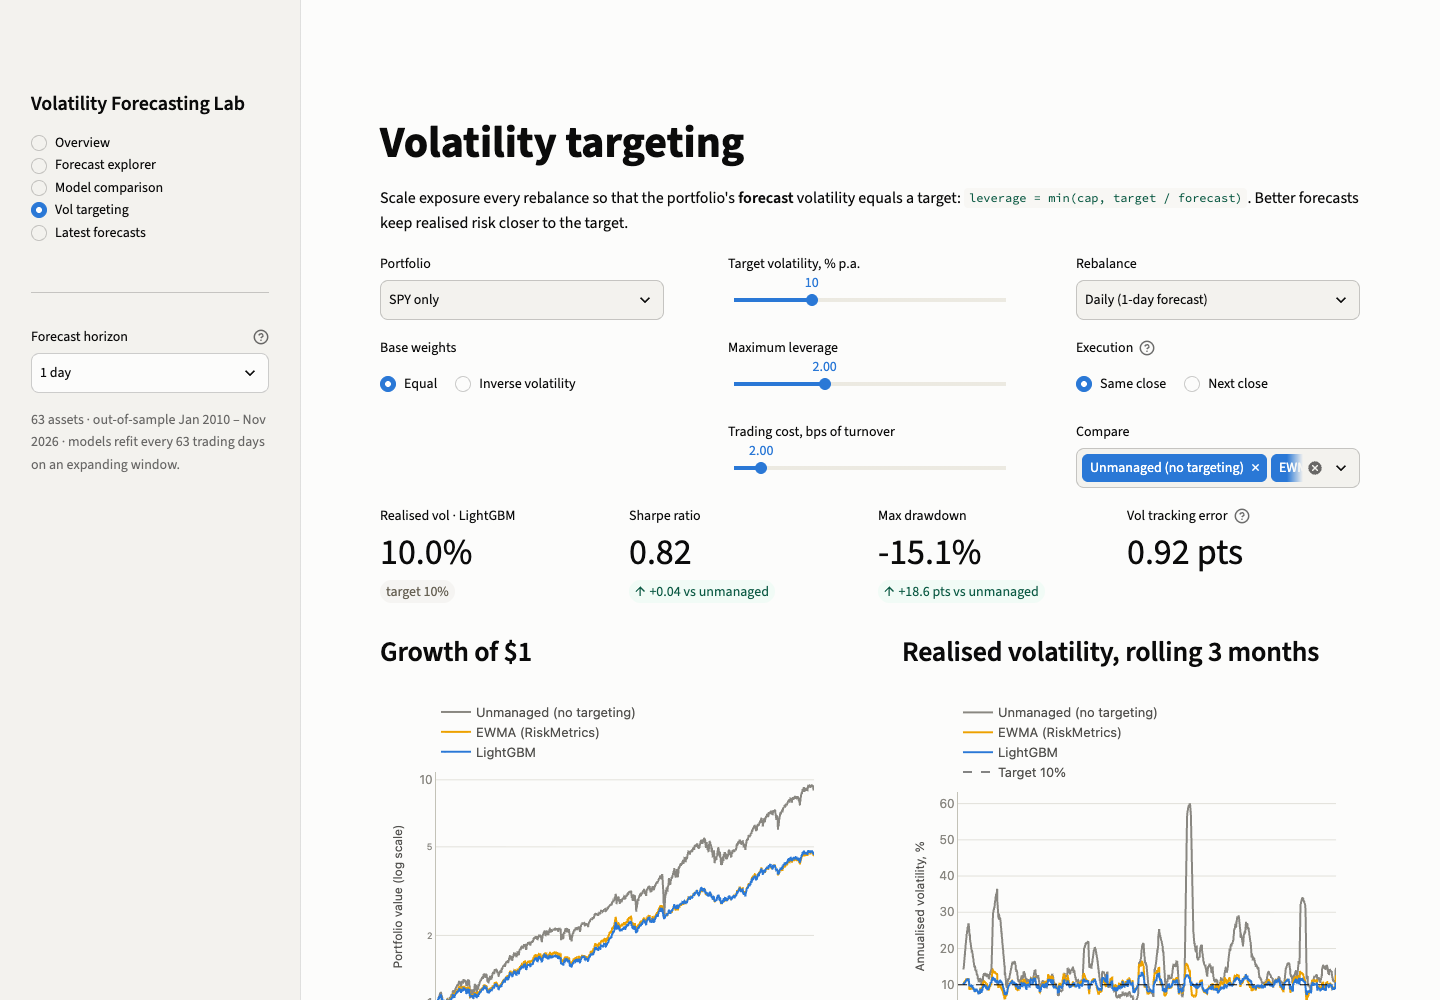 Volatility Forecasting Lab
Overview
Forecast explorer
Model comparison
Vol targeting
Latest forecasts
Forecast horizon
1 day
63 assets · out-of-sample Jan 2010 – Nov
2026 · models refit every 63 trading days
on an expanding window.
Volatility targeting
Scale exposure every rebalance so that the portfolio's forecast volatility equals a target: leverage = min(cap, target / forecast) . Better forecasts
keep realised risk closer to the target.
Portfolio
SPY only
Target volatility, % p.a.
10
Rebalance
Daily (1-day forecast)
Base weights
Equal
Inverse volatility
Maximum leverage
2.00
Execution
Same close
Next close
Trading cost, bps of turnover
2.00
Compare
Unmanaged (no targeting) ×
Realised vol · LightGBM
10.0%
target 10%
Sharpe ratio
0.82
↑ +0.04 vs unmanaged
Max drawdown
-15.1%
↑ +18.6 pts vs unmanaged
Vol tracking error
0.92 pts
Growth of $1
Unmanaged (no targeting)
EWMA (RiskMetrics)
LightGBM
10
5
2
Portfolio value (log scale)
Realised volatility, rolling 3 months
Unmanaged (no targeting)
EWMA (RiskMetrics)
LightGBM
Target 10%
60
50
40
30
20
10
Annualised volatility, %